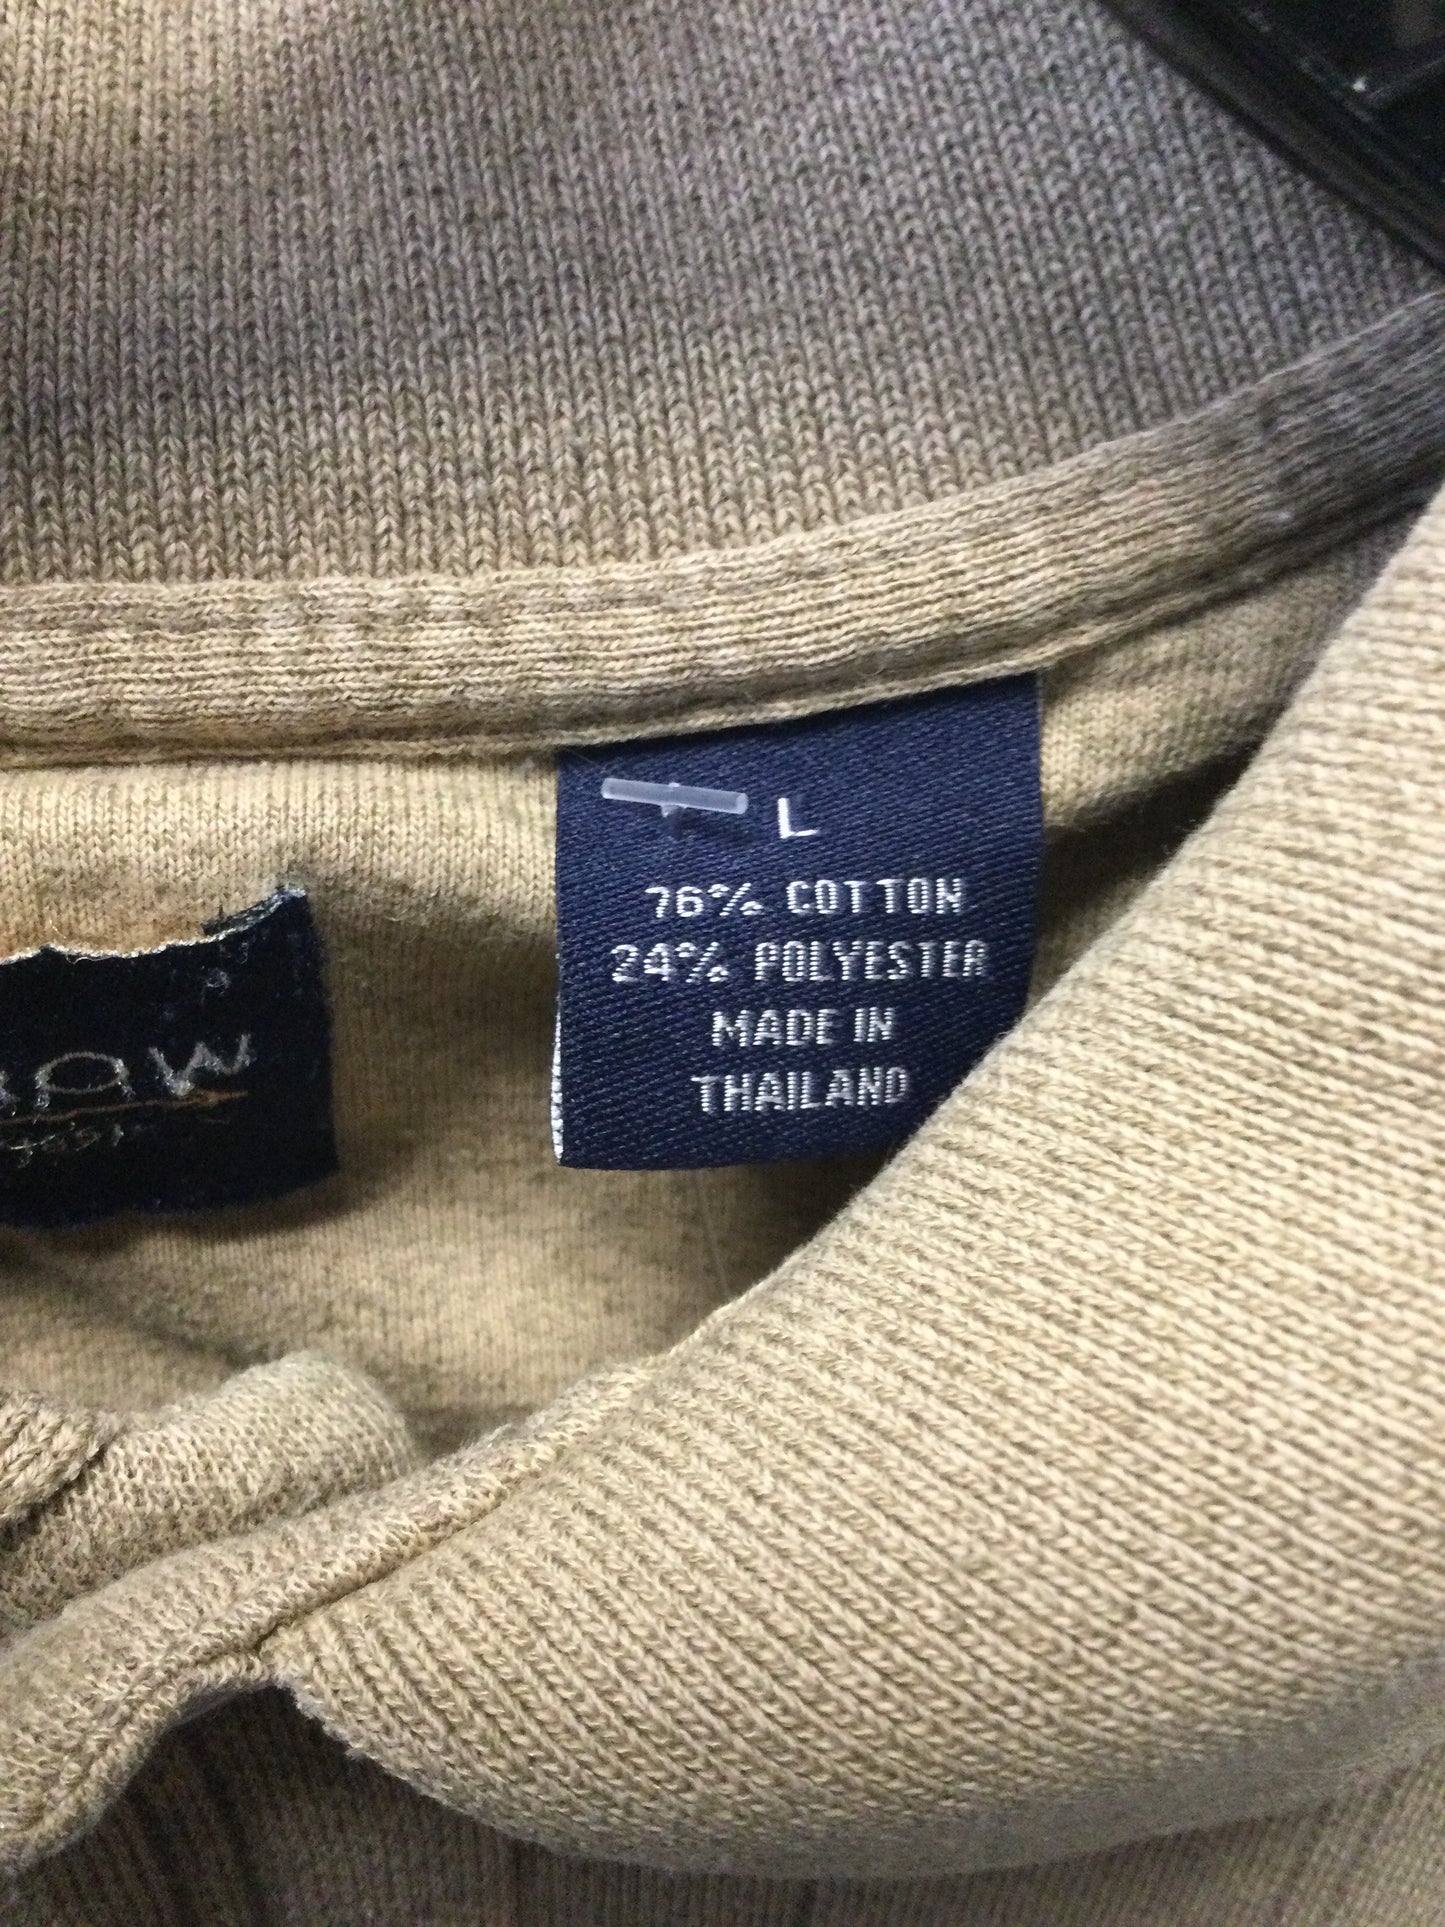 L
76% COTTON
24% POLYESTER
MADE IN
THAILAND